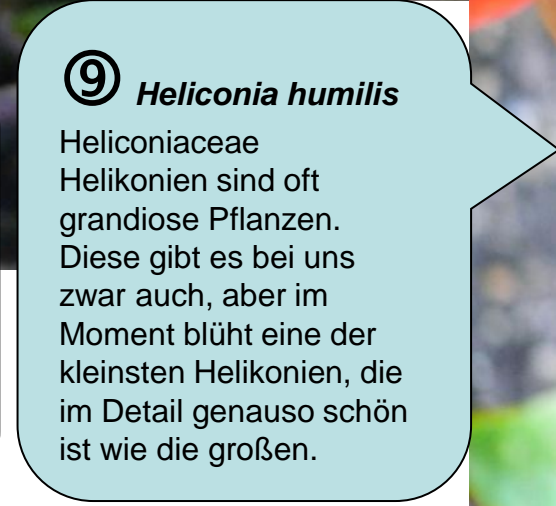 ⑨ Heliconia humilis
Heliconiaceae
Helikonien sind oft
grandiose Pflanzen.
Diese gibt es bei uns
zwar auch, aber im
Moment blüht eine der
kleinsten Helikonien, die
im Detail genauso schön
ist wie die großen.